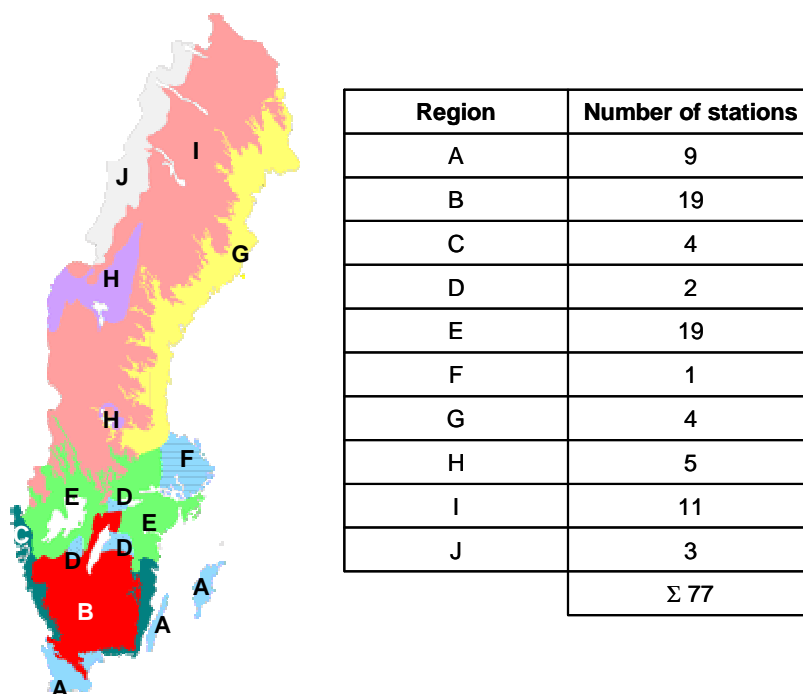 I
J
G
H
H
F
E
D
E
C
D
D
A
B
A
A
Region Number of stations
A 9
B 19
C 4
D 2
E 19
F 1
G 4
H 5
I 11
J 3
Σ 77